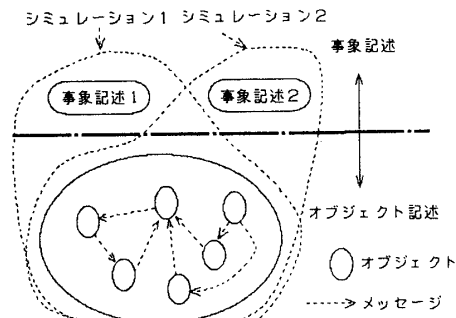 シミュレーション1 シミュレーション2
事象記述
事象記述1
事象記述2
オブジェクト記述
オブジェクト
メッセージ